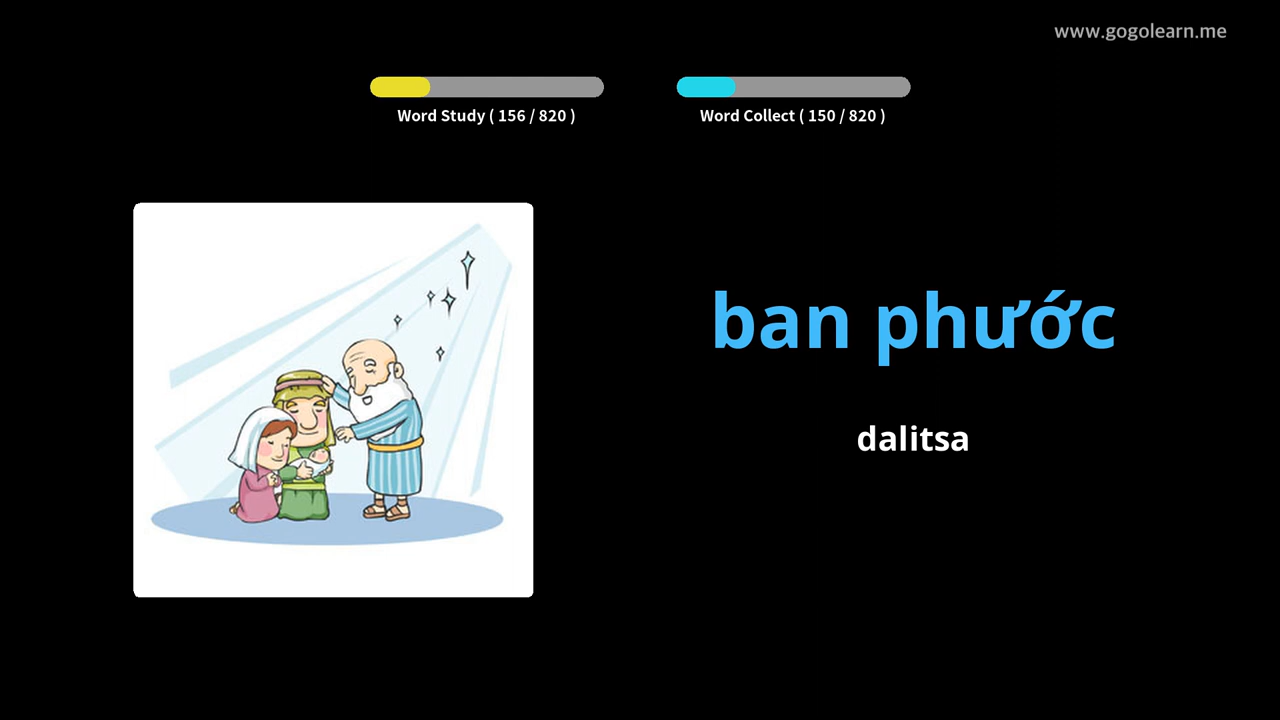 www.gogolearn.me
Word Study ( 156 / 820 )
Word Collect ( 150 / 820 )
ban phước
dalitsa